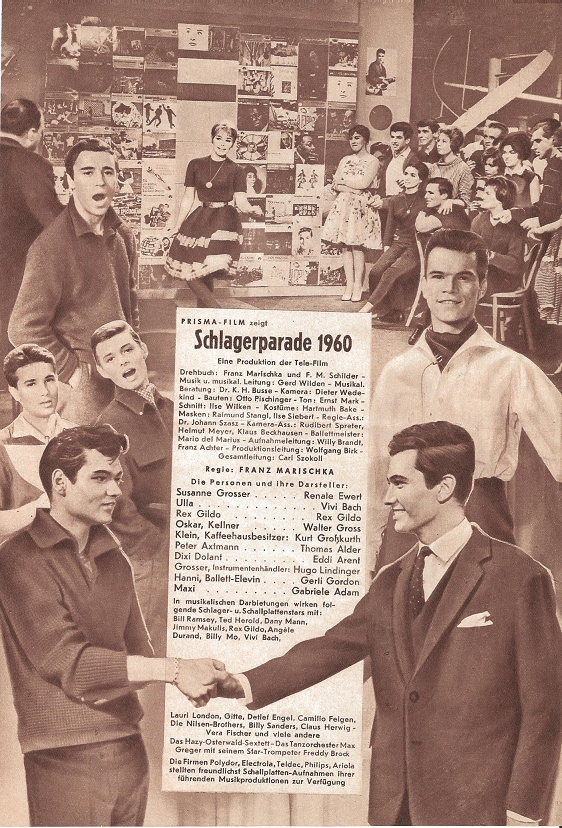 PRISMA-FILM zeigt
Schlagerparade 1960
Eine Produktion der Tele-Film
Drehbuch: Franz Marischka und F. M. Schilder -
Musik u. musikal. Leitung: Gerd Wilden - Musikal.
Beratung: Dr. K. H. Busse - Kamera: Dieter Wede-
kind - Bauten: Otto Pischinger - Ton: Ernst Mark -
Schnitt: Ilse Wilken - Kostüme: Hartmuth Bake -
Masken: Raimund Stangl, Ilse Siebert - Regie-Ass.:
Dr. Johann Szasz - Kamera-Ass.: Rudibert Sprefer,
Helmut Meyer, Klaus Beckhausen - Ballettmeister:
Mario del Marius - Aufnahmeleitung: Willy Brandt,
Franz Achter - Produktionsleitung: Wolfgang Birk -
Gesamtleitung: Carl Szokoll
Regie: FRANZ MARISCHKA
Die Personen und ihre Darsteller:
Susanne Grosser . . . . . . Renate Ewert
Ulla . . . . . . . . . . . Vivi Bach
Rex Gildo . . . . . . . . Rex Gildo
Oskar, Kellner . . . . . Walter Gross
Klein, Kaffeehausbesitzer: Kurt Großkurth
Peter Axtmann . . . . . Thomas Alder
Dixi Dolant . . . . . . . Eddi Arent
Grosser, Instrumentenhändler: Hugo Lindinger
Hanni, Ballett-Elevin . . . Gerli Gordon
Maxi . . . . . . . . Gabriele Adam
In musikalischen Darbietungen wirken fol-
gende Schlager- u. Schallplattenstars mit:
Bill Ramsey, Ted Herold, Dany Mann,
Jimmy Makulis, Rex Gildo, Angèle
Durand, Billy Mo, Vivi Bach,
Lauri London, Gitte, Detlef Engel, Camillo Felgen,
Die Nilsen-Brothers, Billy Sanders, Claus Herwig -
Vera Fischer und viele andere
Das Hazy-Osterwald-Sextett - Das Tanzorchester Max
Greger mit seinem Star-Trompeter Freddy Brock
Die Firmen Polydor, Electrola, Teldec, Philips, Ariola
stellten freundlichst Schallplatten-Aufnahmen ihrer
führenden Musikproduktionen zur Verfügung